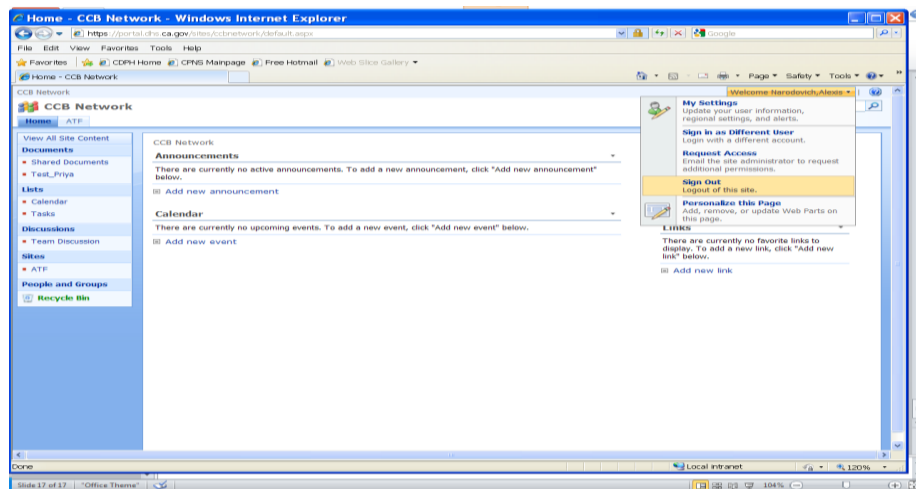 Home - CCB Network - Windows Internet Explorer
https://portal.dhs.ca.gov/sites/ccbnetwork/default.aspx
Google
File Edit View Favorites Tools Help
Favorites CDPH Home CPNS Mainpage Free Hotmail Web Slice Gallery
Home - CCB Network
Page Safety Tools
CCB Network
Welcome Narodovich,Alexis
CCB Network
Home ATF
My Settings
Update your user information,
regional settings, and alerts.
Sign in as Different User
Login with a different account.
Request Access
Email the site administrator to request
additional permissions.
Sign Out
Logout of this site.
Personalize this Page
Add, remove, or update Web Parts on
this page.
View All Site Content
Documents
Shared Documents
Test_Priya
Lists
Calendar
Tasks
Discussions
Team Discussion
Sites
ATF
People and Groups
Recycle Bin
CCB Network
Announcements
There are currently no active announcements. To add a new announcement, click "Add new announcement"
below.
Add new announcement
Calendar
There are currently no upcoming events. To add a new event, click "Add new event" below.
Add new event
Links
There are currently no favorite links to
display. To add a new link, click "Add new
link" below.
Add new link
Done
Local intranet
120%
Slide 17 of 17 "Office Theme"
104%